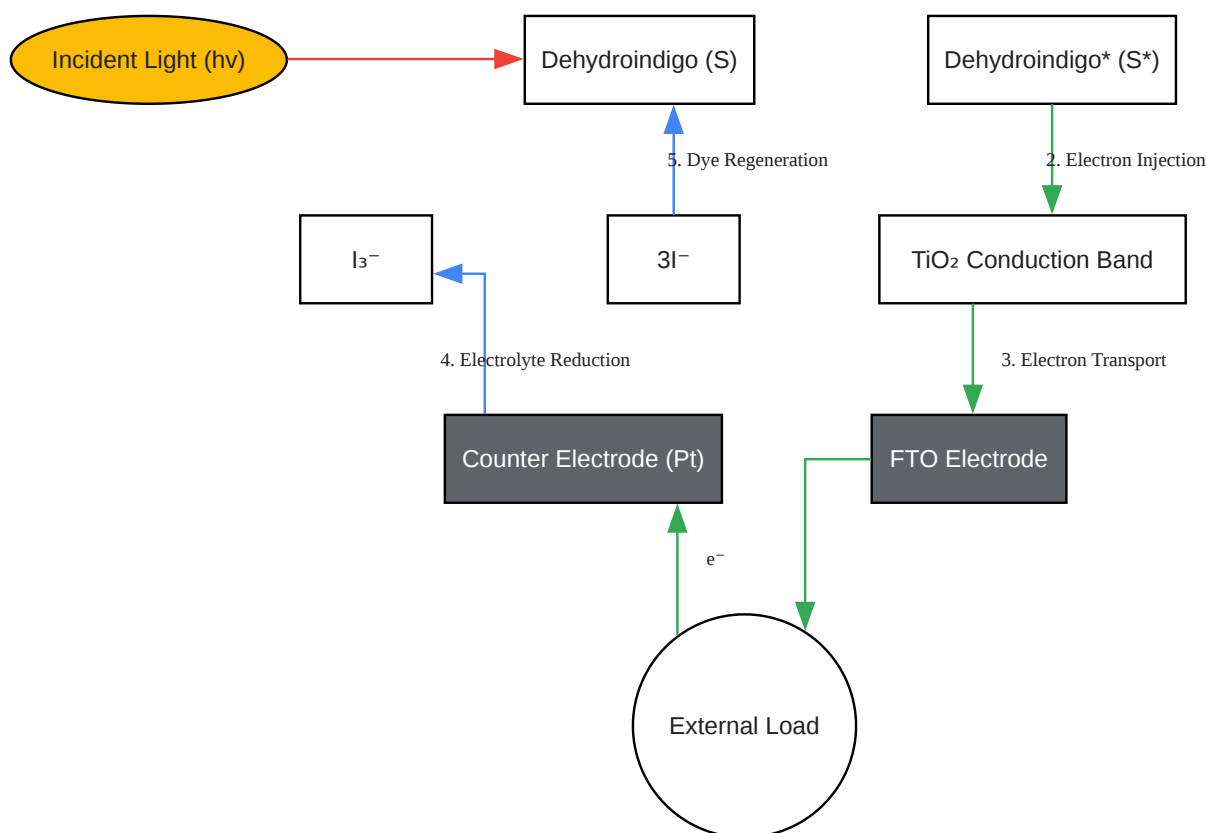 Incident Light (hv)
Dehydroindigo (S)
Dehydroindigo* (S*)
5. Dye Regeneration
2. Electron Injection
I₃⁻
3I⁻
TiO₂ Conduction Band
4. Electrolyte Reduction
3. Electron Transport
Counter Electrode (Pt)
FTO Electrode
e⁻
External Load